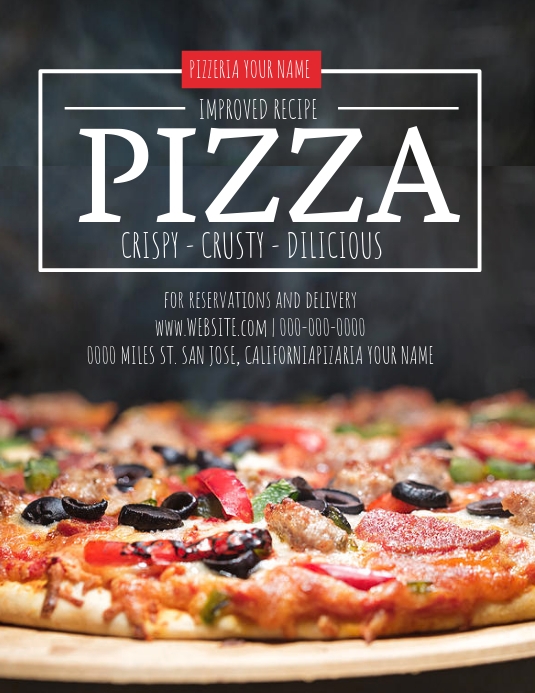 PIZZERIA YOUR NAME
IMPROVED RECIPE
PIZZA
CRISPY - CRUSTY - DILICIOUS
FOR RESERVATIONS AND DELIVERY
WWW.WEBSITE.COM | 000-000-0000
0000 MILES ST. SAN JOSE, CALIFORNIAPIZARIA YOUR NAME